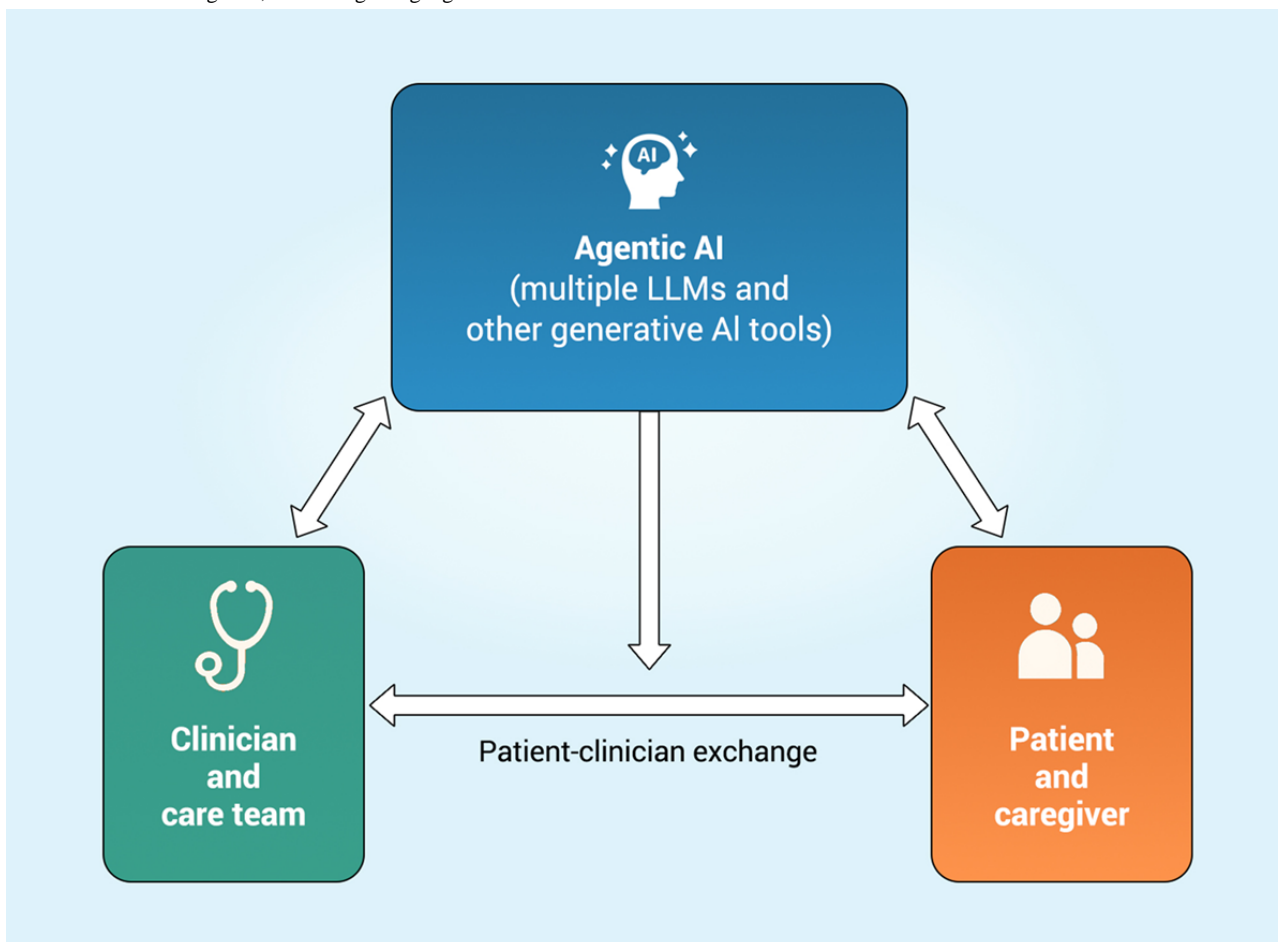 AI
Agentic AI
(multiple LLMs and
other generative AI tools)
Patient-clinician exchange
Clinician
and
care team
Patient
and
caregiver